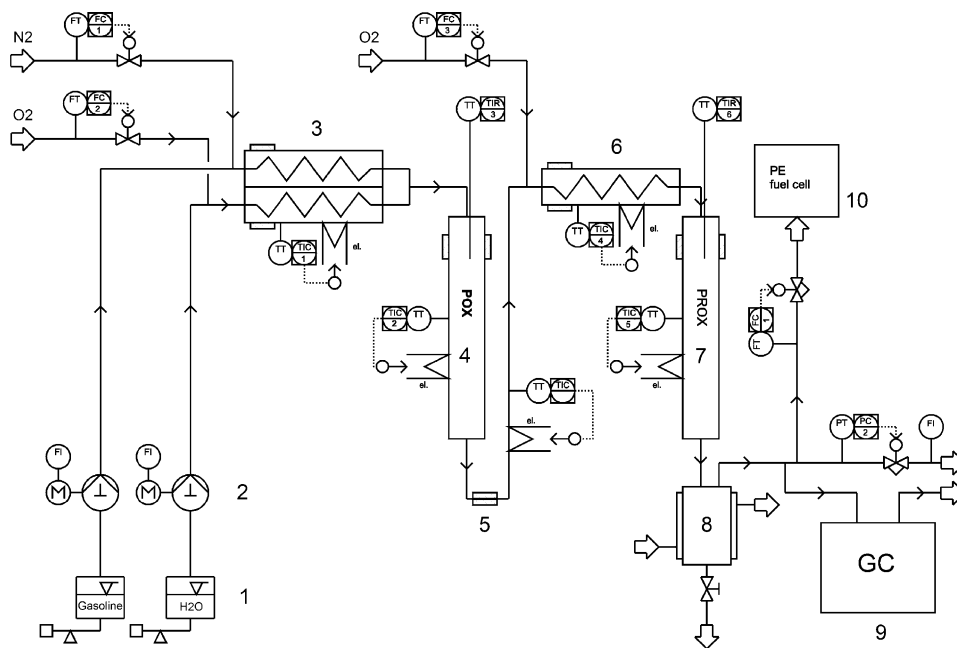 N2
FT
FC
1
O2
FT
FC
3
O2
FT
FC
2
TT
TIR
3
TT
TIR
6
3
6
PE
fuel cell
10
TT
TIC
1
el.
TT
TIC
4
el.
POX
PROX
FC
1
FT
TIC
2
TT
TIC
5
TT
4
7
el.
el.
TT
TIC
el.
FI
FI
M
M
2
PT
PC
2
FI
5
8
GC
Gasoline
H2O
1
9